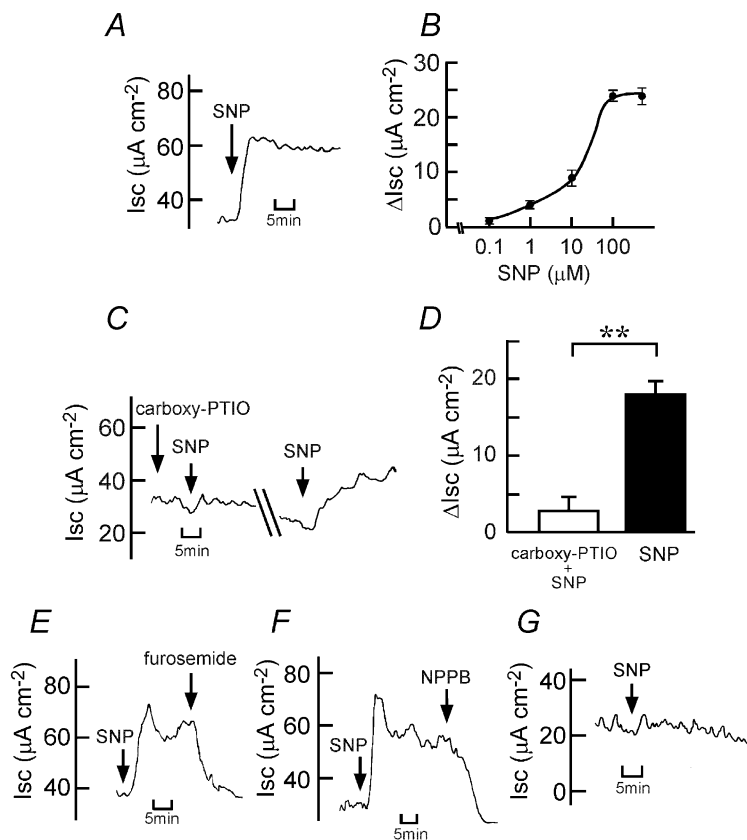 A
Isc (μA cm-2)
80
60
40
SNP
5min
B
ΔIsc (μA cm-2)
30
20
10
0
0.1 1 10 100
SNP (μM)
C
Isc (μA cm-2)
60
40
20
carboxy-PTIO
SNP
SNP
5min
D
ΔIsc (μA cm-2)
20
10
0
**
carboxy-PTIO
+
SNP
SNP
E
Isc (μA cm-2)
80
60
40
furosemide
SNP
5min
F
Isc (μA cm-2)
80
60
40
NPPB
SNP
5min
G
Isc (μA cm-2)
40
20
0
SNP
5min